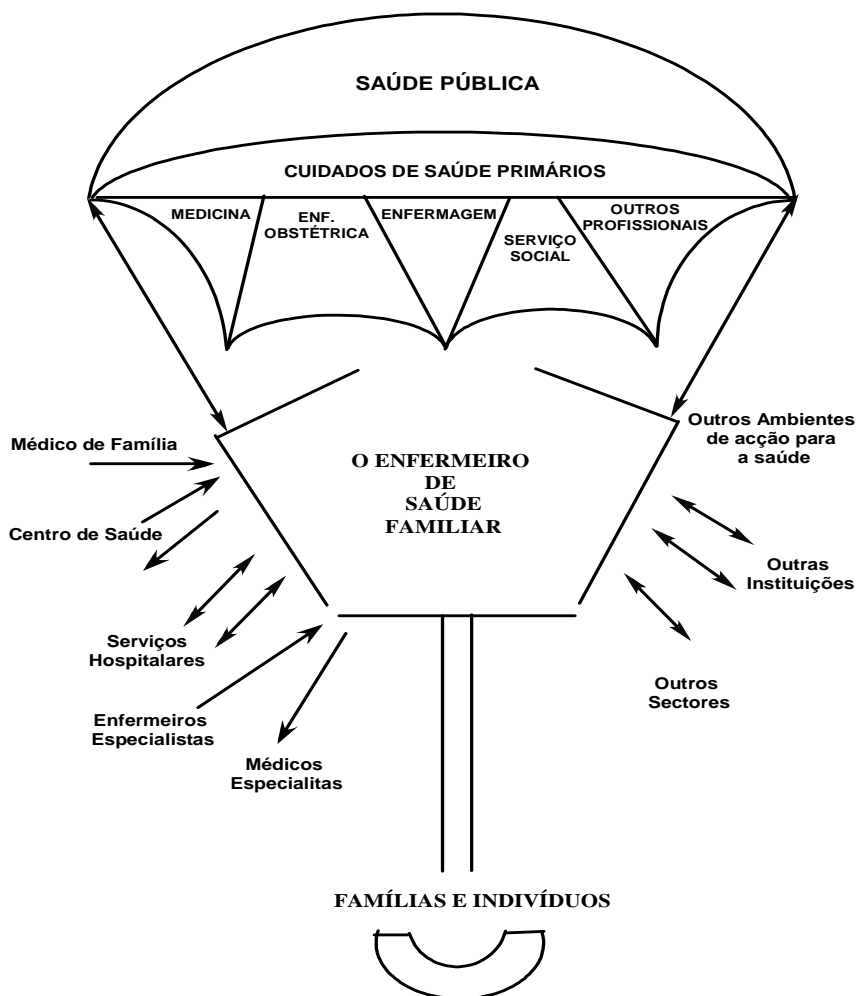 SAÚDE PÚBLICA
CUIDADOS DE SAÚDE PRIMÁRIOS
MEDICINA
ENF.
OBSTÉTRICA
ENFERMAGEM
SERVIÇO
SOCIAL
OUTROS
PROFISSIONAIS
Médico de Família
Centro de Saúde
Serviços
Hospitalares
Enfermeiros
Especialistas
Médicos
Especialitas
O ENFERMEIRO
DE
SAÚDE
FAMILIAR
Outros Ambientes
de acção para
a saúde
Outras
Instituições
Outros
Sectores
FAMÍLIAS E INDIVÍDUOS